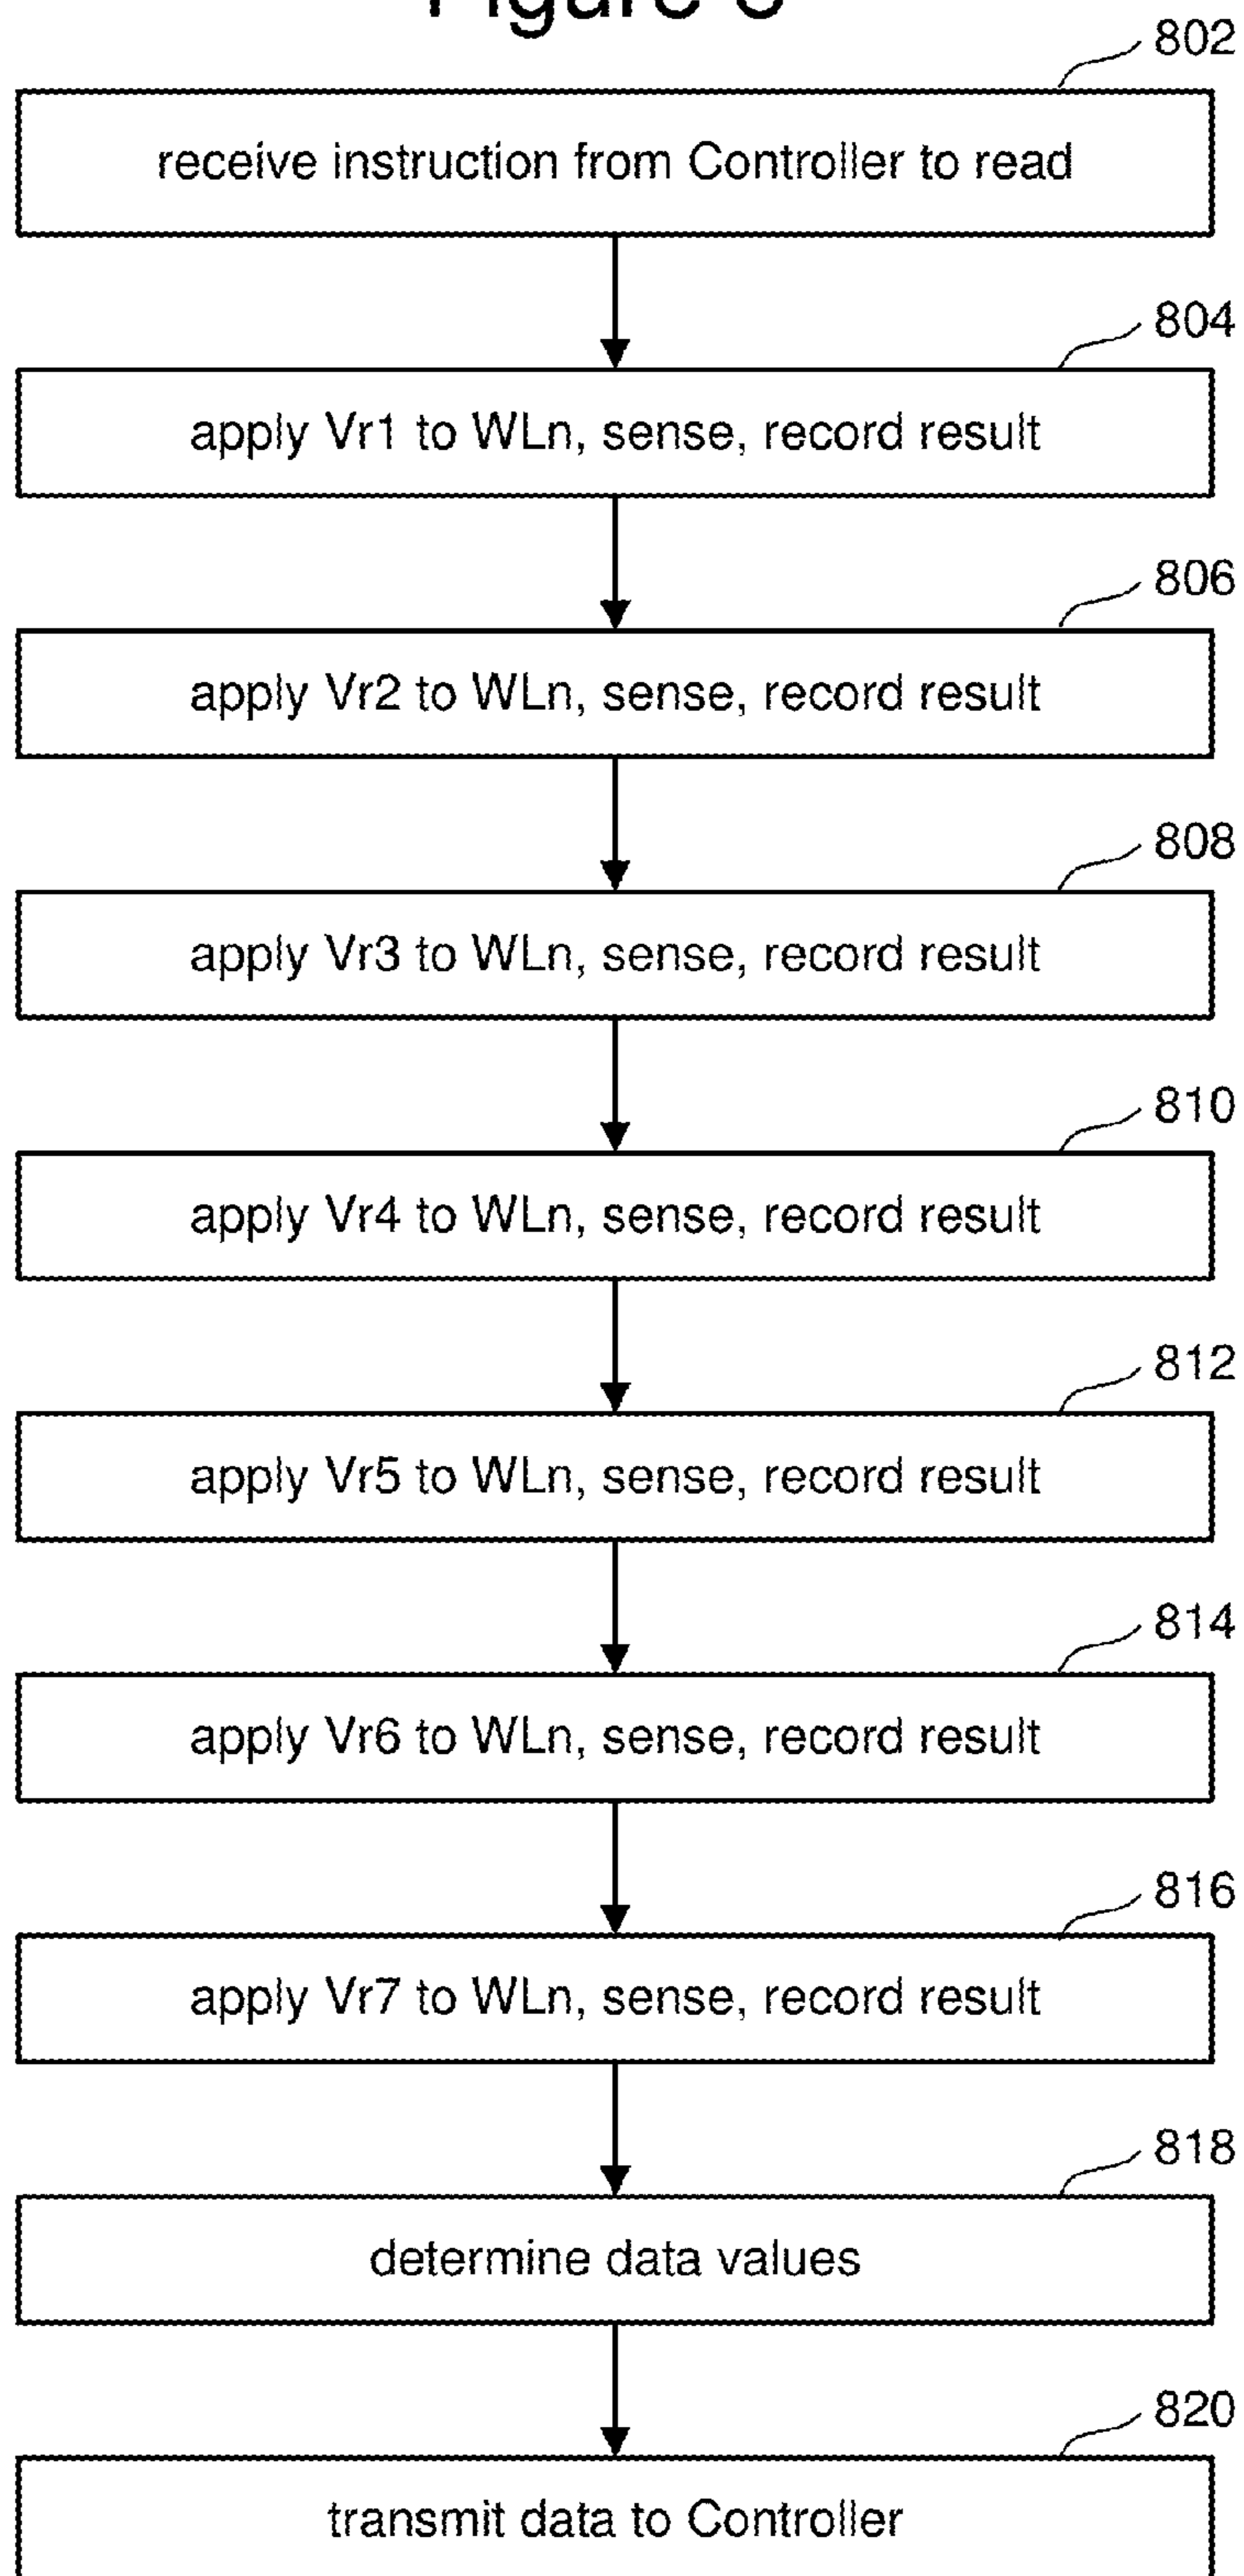 802
receive instruction from Controller to read
804
apply Vr1 to WLn, sense, record result
806
apply Vr2 to WLn, sense, record result
808
apply Vr3 to WLn, sense, record result
810
apply Vr4 to WLn, sense, record result
812
apply Vr5 to WLn, sense, record result
814
apply Vr6 to WLn, sense, record result
816
apply Vr7 to WLn, sense, record result
818
determine data values
820
transmit data to Controller